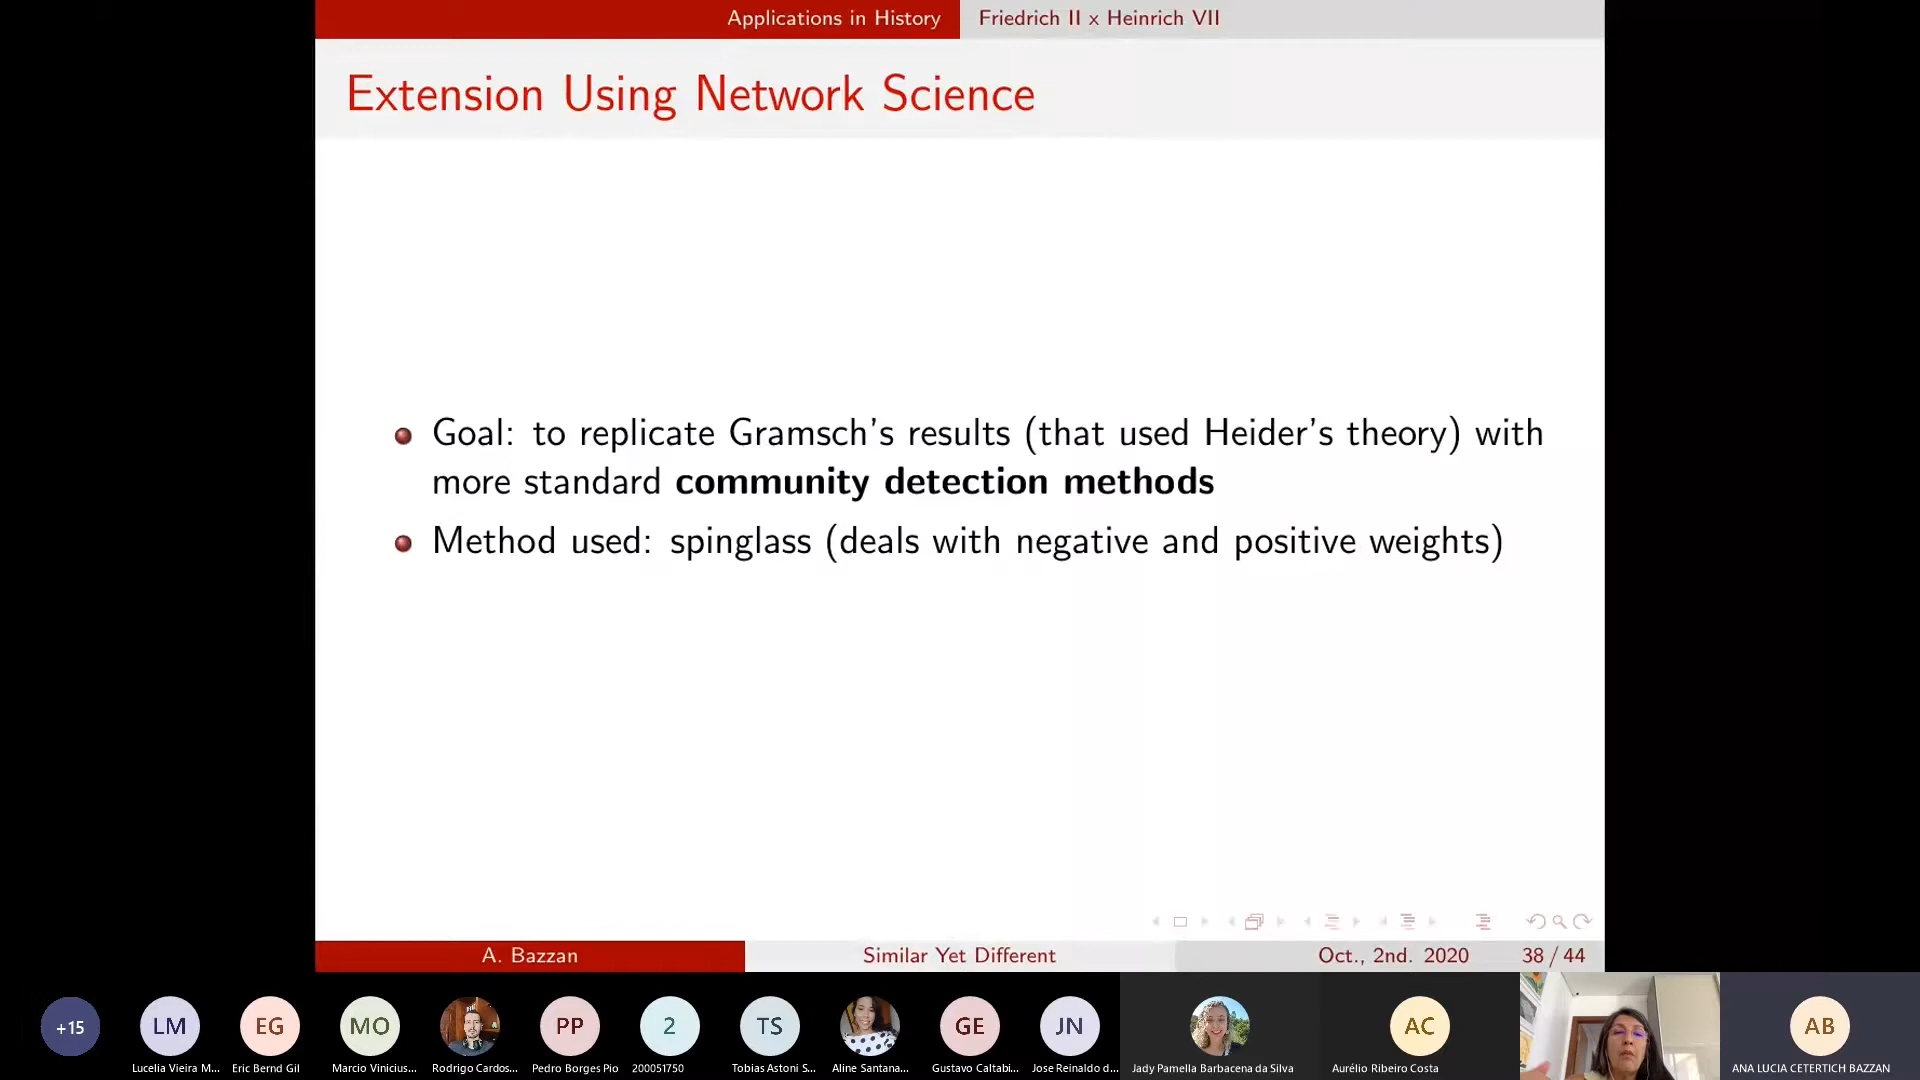 Applications in History
Friedrich II x Heinrich VII
Extension Using Network Science
Goal: to replicate Gramsch's results (that used Heider's theory) with
more standard community detection methods
Method used: spinglass (deals with negative and positive weights)
A. Bazzan
Similar Yet Different
Oct., 2nd. 2020
38 / 44
+15
LM
EG
MO
PP
2
TS
GE
JN
AC
AB
Lucelia Vieira M...
Eric Bernd Gil
Marcio Vinicius...
Rodrigo Cardos...
Pedro Borges Pio
200051750
Tobias Astoni S...
Aline Santana...
Gustavo Caltabi...
Jose Reinaldo d...
Jady Pamella Barbacena da Silva
Aurélio Ribeiro Costa
ANA LUCIA CETERTICH BAZZAN